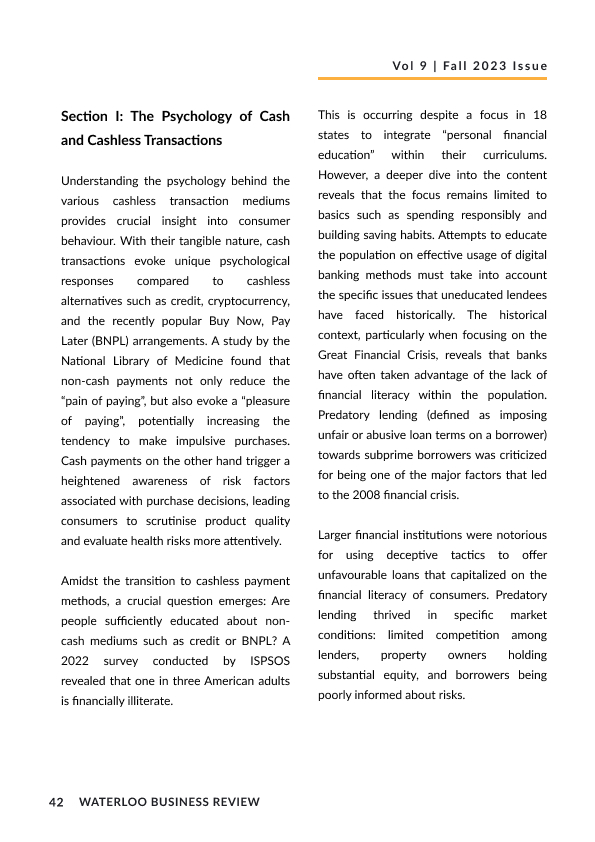 Vol 9 | Fall 2023 Issue
Section I: The Psychology of Cash
and Cashless Transactions
Understanding the psychology behind the
various cashless transaction mediums
provides crucial insight into consumer
behaviour. With their tangible nature, cash
transactions evoke unique psychological
responses compared to cashless
alternatives such as credit, cryptocurrency,
and the recently popular Buy Now, Pay
Later (BNPL) arrangements. A study by the
National Library of Medicine found that
non-cash payments not only reduce the
“pain of paying”, but also evoke a “pleasure
of paying”, potentially increasing the
tendency to make impulsive purchases.
Cash payments on the other hand trigger a
heightened awareness of risk factors
associated with purchase decisions, leading
consumers to scrutinise product quality
and evaluate health risks more attentively.
Amidst the transition to cashless payment
methods, a crucial question emerges: Are
people sufficiently educated about non-
cash mediums such as credit or BNPL? A
2022 survey conducted by ISPSOS
revealed that one in three American adults
is financially illiterate.
This is occurring despite a focus in 18
states to integrate “personal financial
education” within their curriculums.
However, a deeper dive into the content
reveals that the focus remains limited to
basics such as spending responsibly and
building saving habits. Attempts to educate
the population on effective usage of digital
banking methods must take into account
the specific issues that uneducated lendees
have faced historically. The historical
context, particularly when focusing on the
Great Financial Crisis, reveals that banks
have often taken advantage of the lack of
financial literacy within the population.
Predatory lending (defined as imposing
unfair or abusive loan terms on a borrower)
towards subprime borrowers was criticized
for being one of the major factors that led
to the 2008 financial crisis.
Larger financial institutions were notorious
for using deceptive tactics to offer
unfavourable loans that capitalized on the
financial literacy of consumers. Predatory
lending thrived in specific market
conditions: limited competition among
lenders, property owners holding
substantial equity, and borrowers being
poorly informed about risks.
42 WATERLOO BUSINESS REVIEW